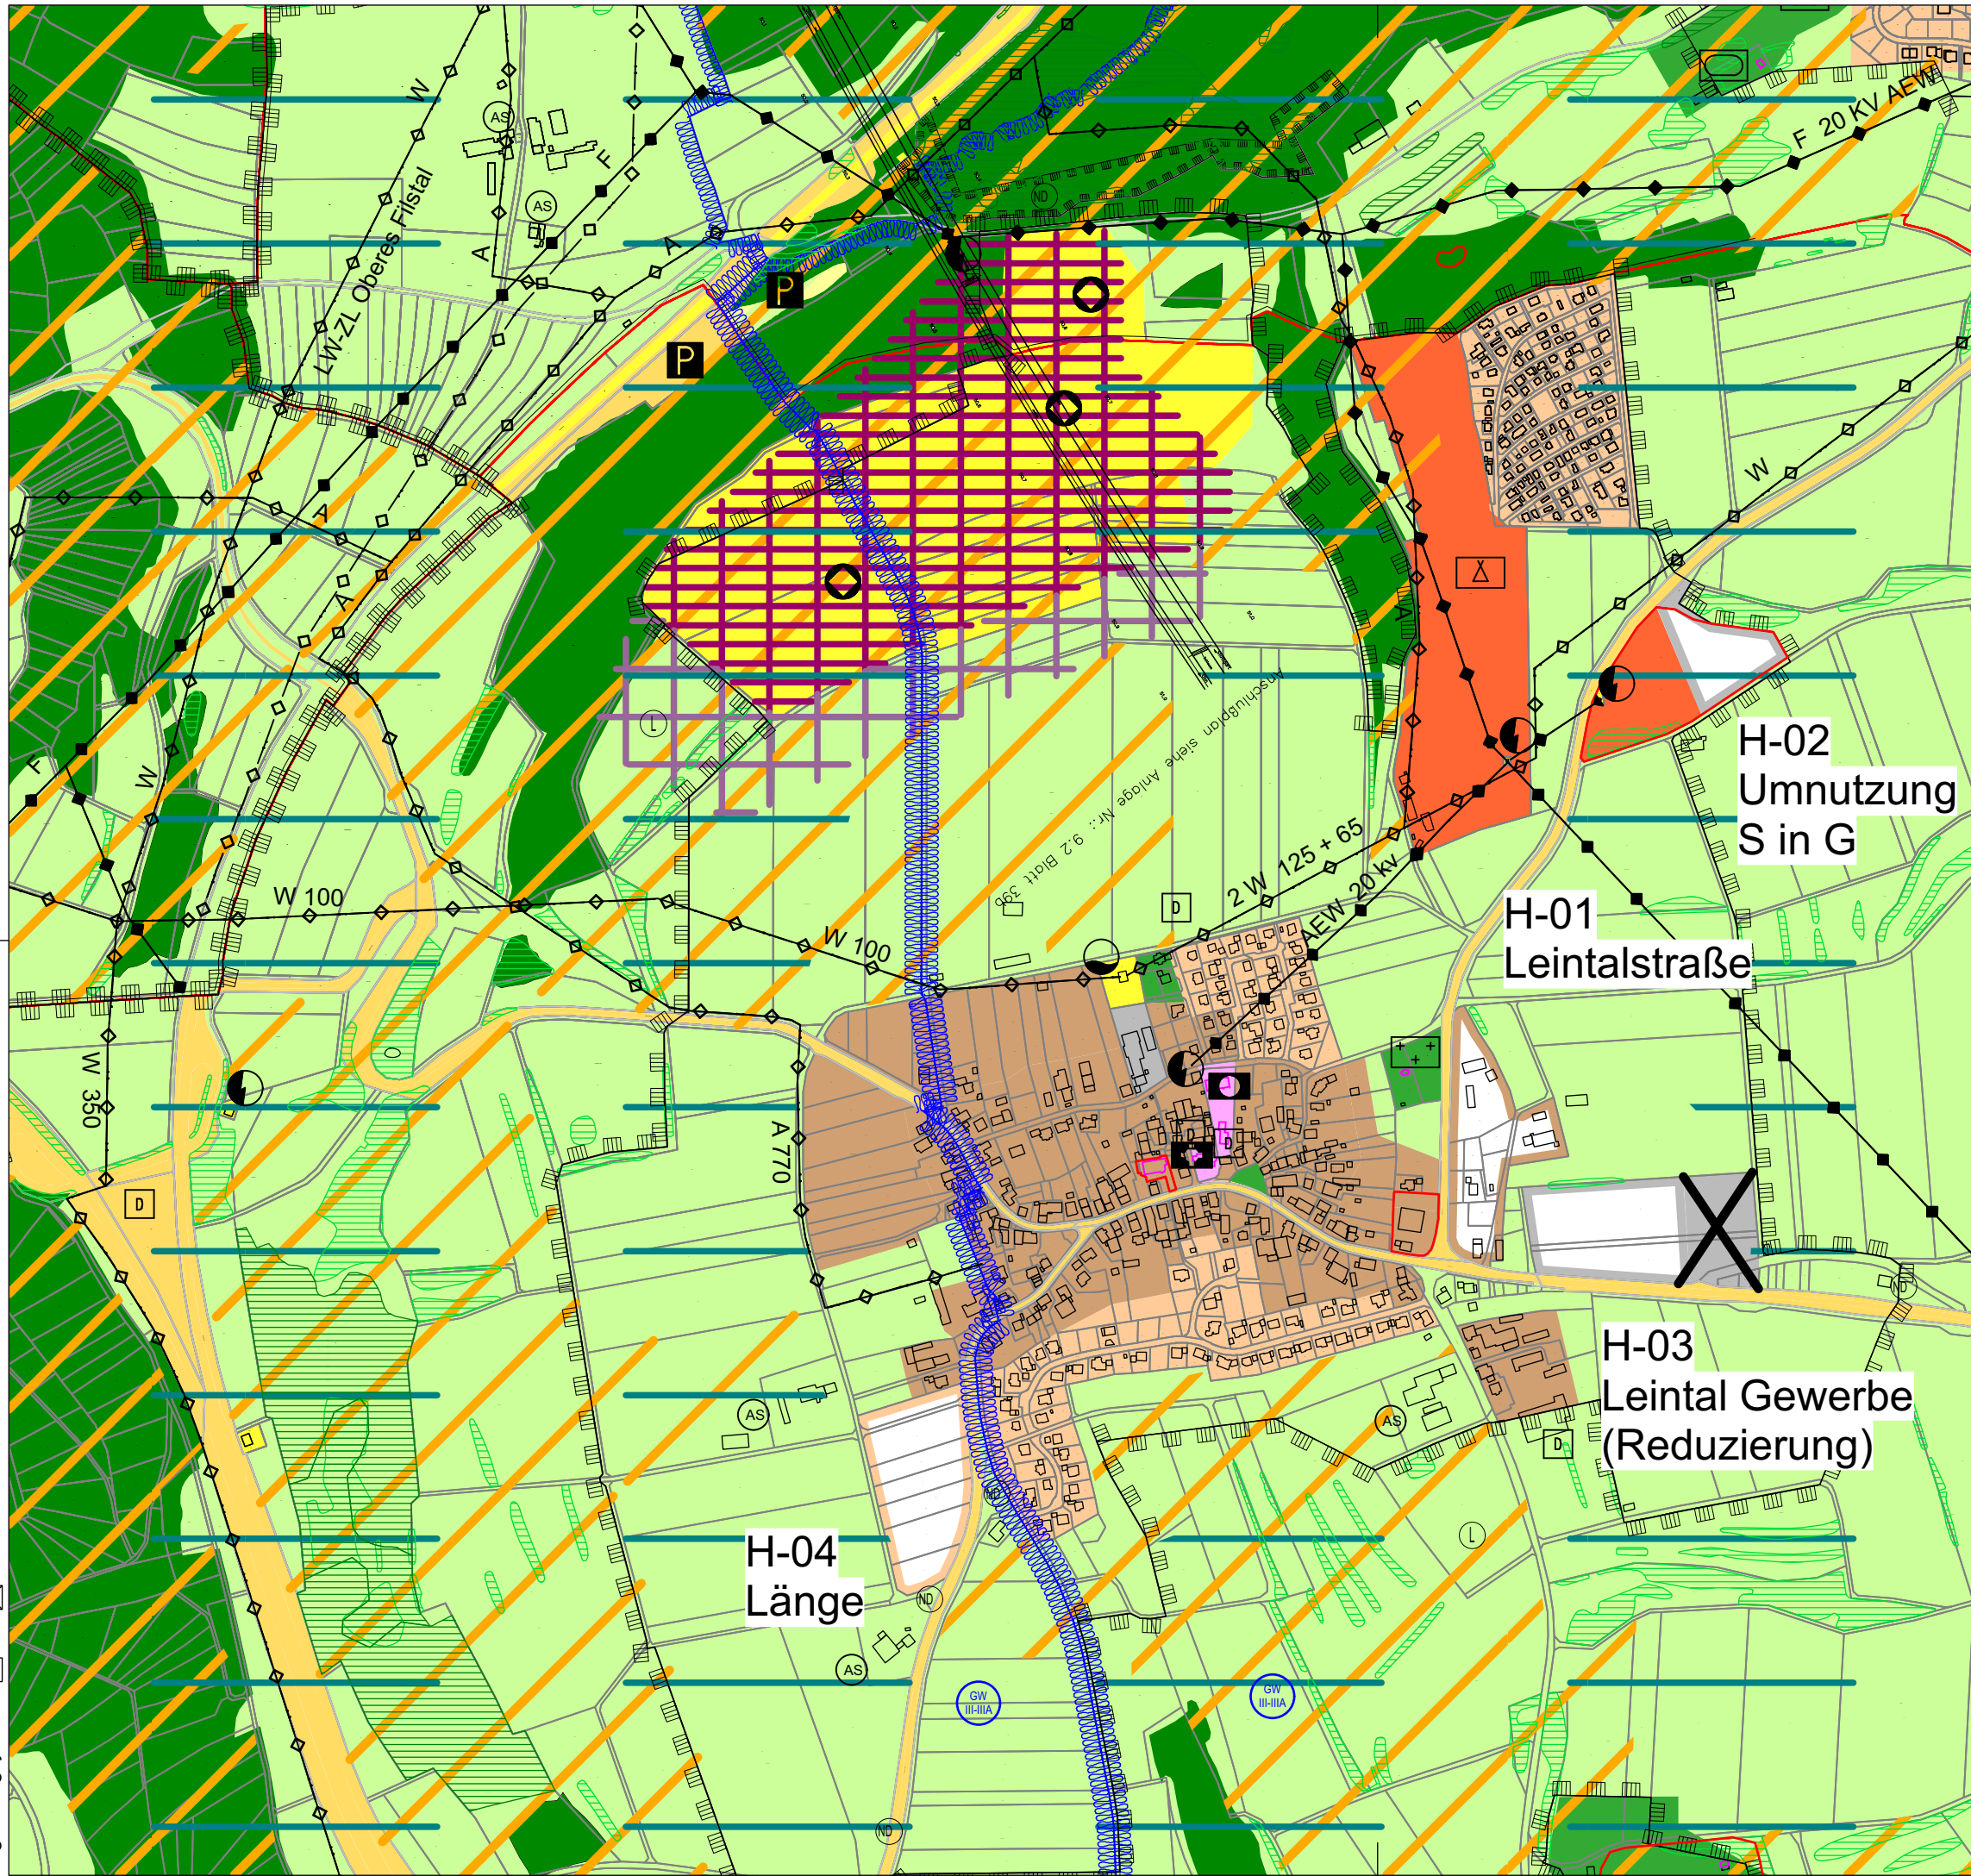 W
AS
ND
F 20 KV AEW
AS
F
LW-ZL Oberes Filstal
A
A
P
P
W
A
A
A
L
Anschlußplan siehe Anlage Nr.: 9.2 Blatt 39b
H-02
Umnutzung
S in G
F
W
2 W 125 + 65
AEW 20 kv
W 100
W 100
D
H-01
Leintalstraße
W 350
A 770
D
D
D
ND
H-03
Leintal Gewerbe
(Reduzierung)
AS
AS
D
ND
L
H-04
Länge
ND
AS
GW
III-IIIA
GW
III-IIIA
ND